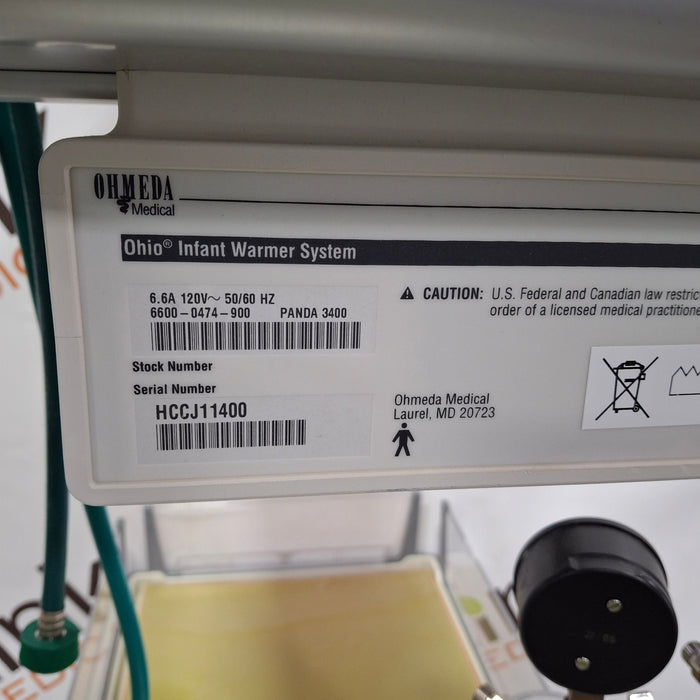 OHMEDA
Medical
Ohio® Infant Warmer System
6.6A 120V~ 50/60 HZ
6600-0474-900 PANDA 3400
Stock Number
Serial Number
HCCJ11400
CAUTION: U.S. Federal and Canadian law restric
order of a licensed medical practitione
Ohmeda Medical
Laurel, MD 20723